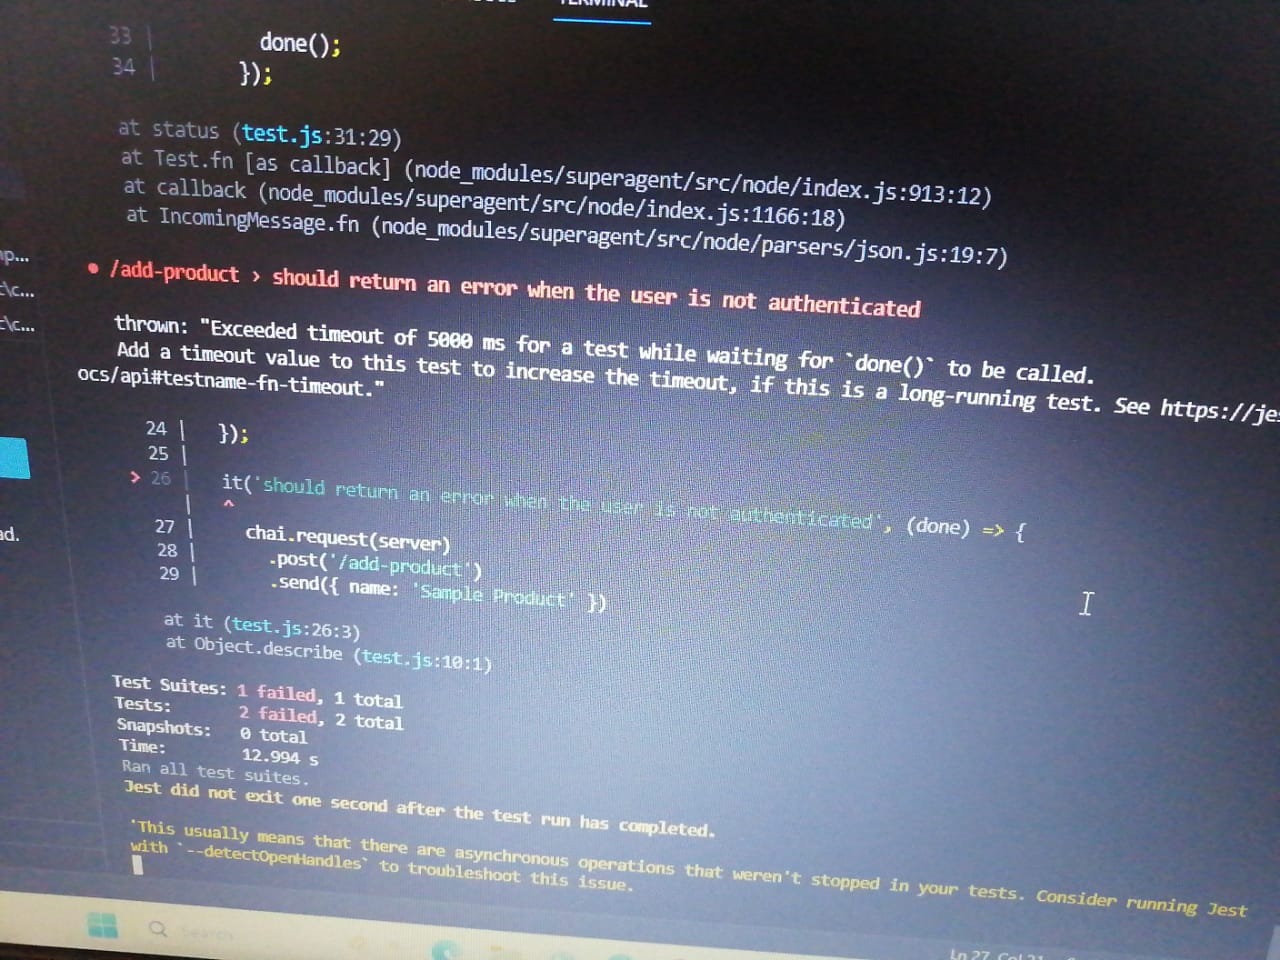 TERMINAL
33 |         done();
34 |       });
at status (test.js:31:29)
at Test.fn [as callback] (node_modules/superagent/src/node/index.js:913:12)
at callback (node_modules/superagent/src/node/index.js:1166:18)
at IncomingMessage.fn (node_modules/superagent/src/node/parsers/json.js:19:7)
● /add-product › should return an error when the user is not authenticated
thrown: "Exceeded timeout of 5000 ms for a test while waiting for `done()` to be called.
Add a timeout value to this test to increase the timeout, if this is a long-running test. See https://jes
ocs/api#testname-fn-timeout."
24 |   });
25 |
> 26 |   it('should return an error when the user is not authenticated', (done) => {
|   ^
27 |     chai.request(server)
28 |       .post('/add-product')
29 |       .send({ name: 'Sample Product' })
at it (test.js:26:3)
at Object.describe (test.js:10:1)
Test Suites: 1 failed, 1 total
Tests:       2 failed, 2 total
Snapshots:   0 total
Time:        12.994 s
Ran all test suites.
Jest did not exit one second after the test run has completed.
'This usually means that there are asynchronous operations that weren't stopped in your tests. Consider running Jest
with `--detectOpenHandles` to troubleshoot this issue.
Search
Ln 27, Col 21